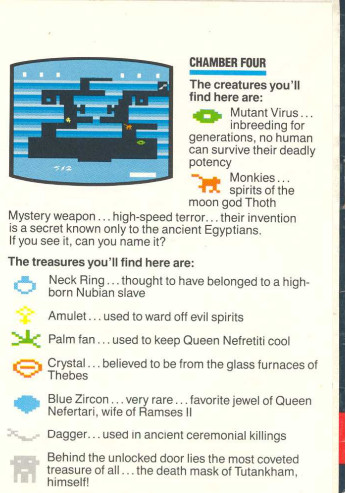 CHAMBER FOUR
The creatures you'll
find here are:
Mutant Virus...
inbreeding for
generations, no human
can survive their deadly
potency
Monkies...
spirits of the
moon god Thoth
Mystery weapon...high-speed terror...their invention
is a secret known only to the ancient Egyptians.
If you see it, can you name it?
The treasures you'll find here are:
Neck Ring...thought to have belonged to a high-
born Nubian slave
Amulet...used to ward off evil spirits
Palm fan...used to keep Queen Nefretiti cool
Crystal...believed to be from the glass furnaces of
Thebes
Blue Zircon...very rare...favorite jewel of Queen
Nefertari, wife of Ramses II
Dagger...used in ancient ceremonial killings
Behind the unlocked door lies the most coveted
treasure of all...the death mask of Tutankham,
himself!